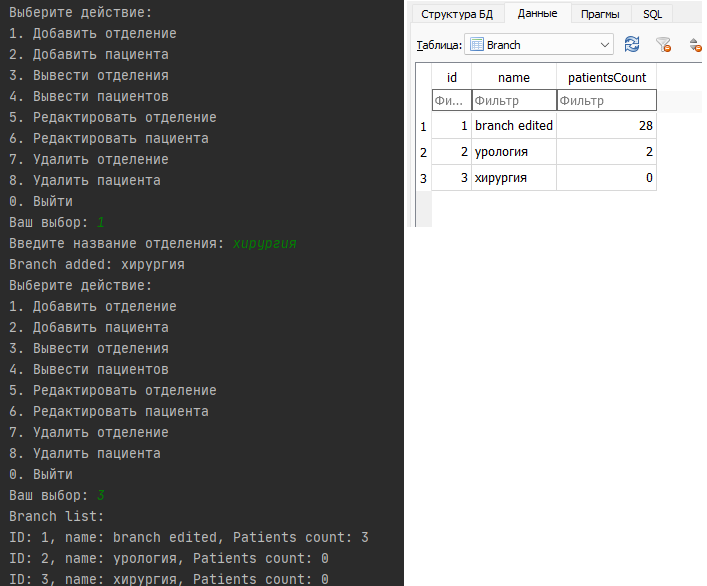 Выберите действие:
1. Добавить отделение
2. Добавить пациента
3. Вывести отделения
4. Вывести пациентов
5. Редактировать отделение
6. Редактировать пациента
7. Удалить отделение
8. Удалить пациента
0. Выйти
Ваш выбор: 1
Введите название отделения: хирургия
Branch added: хирургия
Выберите действие:
1. Добавить отделение
2. Добавить пациента
3. Вывести отделения
4. Вывести пациентов
5. Редактировать отделение
6. Редактировать пациента
7. Удалить отделение
8. Удалить пациента
0. Выйти
Ваш выбор: 3
Branch list:
ID: 1, name: branch edited, Patients count: 3
ID: 2, name: урология, Patients count: 0
ID: 3, name: хирургия, Patients count: 0
Структура БД Данные Прагмы SQL
Таблица: Branch
id name patientsCount
Фи... Фильтр Фильтр
1 1 branch edited 28
2 2 урология 2
3 3 хирургия 0